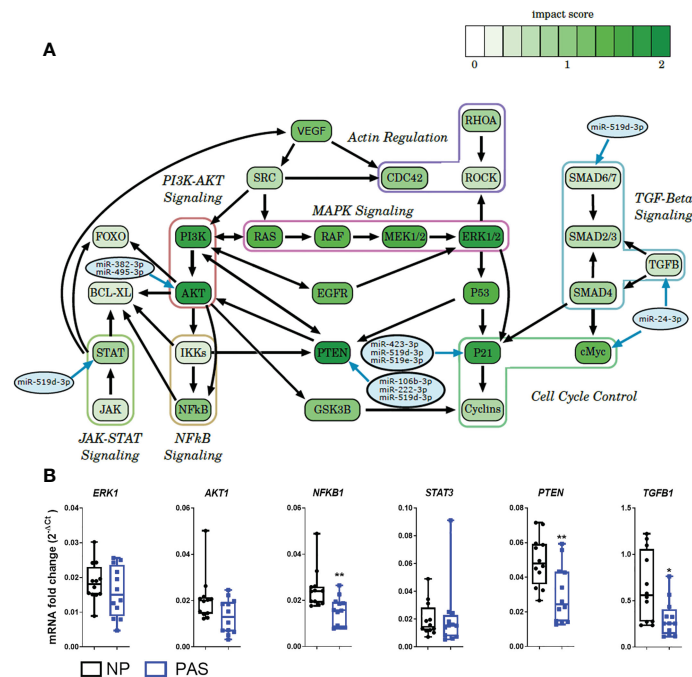 impact score
0
1
2
A
VEGF
Actin Regulation
RHOA
miR-519d-3p
PI3K-AKT
Signaling
SRC
CDC42
ROCK
SMAD6/7
TGF-Beta
Signaling
MAPK Signaling
FOXO
PI3K
RAS
RAF
MEK1/2
ERK1/2
SMAD2/3
miR-382-3p
miR-495-3p
TGFB
BCL-XL
AKT
EGFR
P53
SMAD4
miR-24-3p
miR-423-3p
miR-519d-3p
miR-519e-3p
STAT
IKKs
PTEN
P21
cMyc
miR-519d-3p
miR-106b-3p
miR-222-3p
miR-519d-3p
JAK
NFkB
GSK3B
Cyclins
Cell Cycle Control
JAK-STAT
Signaling
NFkB
Signaling
B
ERK1
AKT1
NFKB1
STAT3
PTEN
TGFB1
mRNA fold change (2-ΔCt)
0.04
0.03
0.02
0.01
0.00
0.06
0.04
0.02
0.00
0.06
0.04
0.02
0.00
**
0.10
0.08
0.06
0.04
0.02
0.00
0.08
0.06
0.04
0.02
0.00
**
1.5
1.0
0.5
0.0
*
NP
PAS